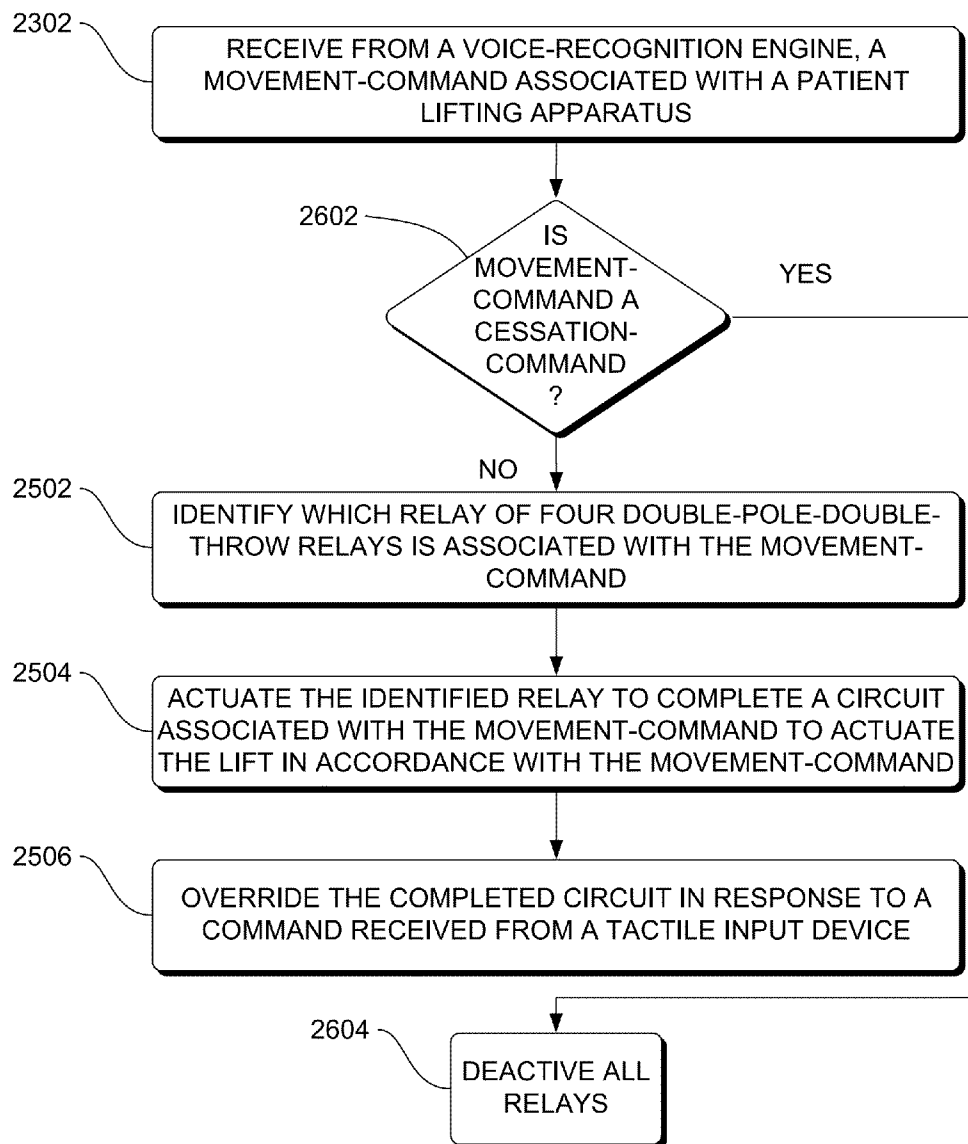 2302
RECEIVE FROM A VOICE-RECOGNITION ENGINE, A
MOVEMENT-COMMAND ASSOCIATED WITH A PATIENT
LIFTING APPARATUS
2602
IS
MOVEMENT-
COMMAND A
CESSATION-
COMMAND
?
YES
NO
2502
IDENTIFY WHICH RELAY OF FOUR DOUBLE-POLE-DOUBLE-
THROW RELAYS IS ASSOCIATED WITH THE MOVEMENT-
COMMAND
2504
ACTUATE THE IDENTIFIED RELAY TO COMPLETE A CIRCUIT
ASSOCIATED WITH THE MOVEMENT-COMMAND TO ACTUATE
THE LIFT IN ACCORDANCE WITH THE MOVEMENT-COMMAND
2506
OVERRIDE THE COMPLETED CIRCUIT IN RESPONSE TO A
COMMAND RECEIVED FROM A TACTILE INPUT DEVICE
2604
DEACTIVE ALL
RELAYS